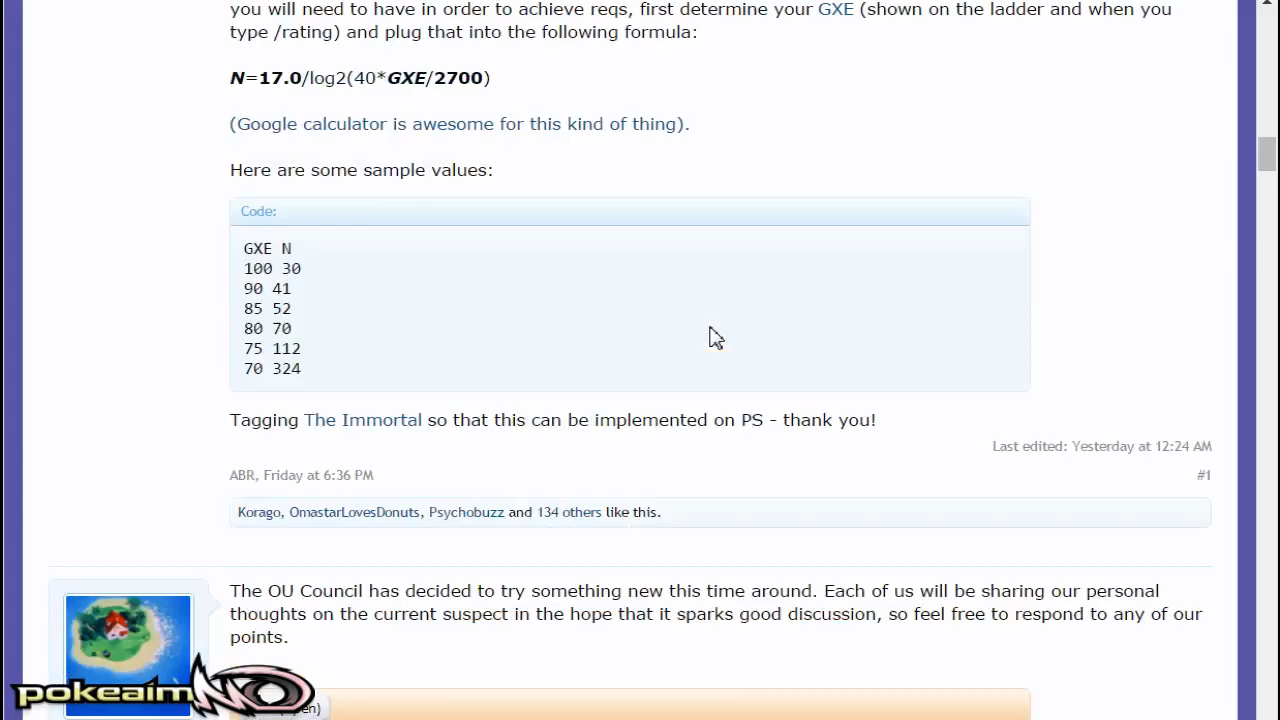 you will need to have in order to achieve reqs, first determine your GXE (shown on the ladder and when you
type /rating) and plug that into the following formula:
N=17.0/log2(40*GXE/2700)
(Google calculator is awesome for this kind of thing).
Here are some sample values:
Code:
GXE N
100 30
90 41
85 52
80 70
75 112
70 324
Tagging The Immortal so that this can be implemented on PS - thank you!
Last edited: Yesterday at 12:24 AM
ABR, Friday at 6:36 PM
#1
Korago, OmastarLovesDonuts, Psychobuzz and 134 others like this.
The OU Council has decided to try something new this time around. Each of us will be sharing our personal
thoughts on the current suspect in the hope that it sparks good discussion, so feel free to respond to any of our
points.
pokeaimMD